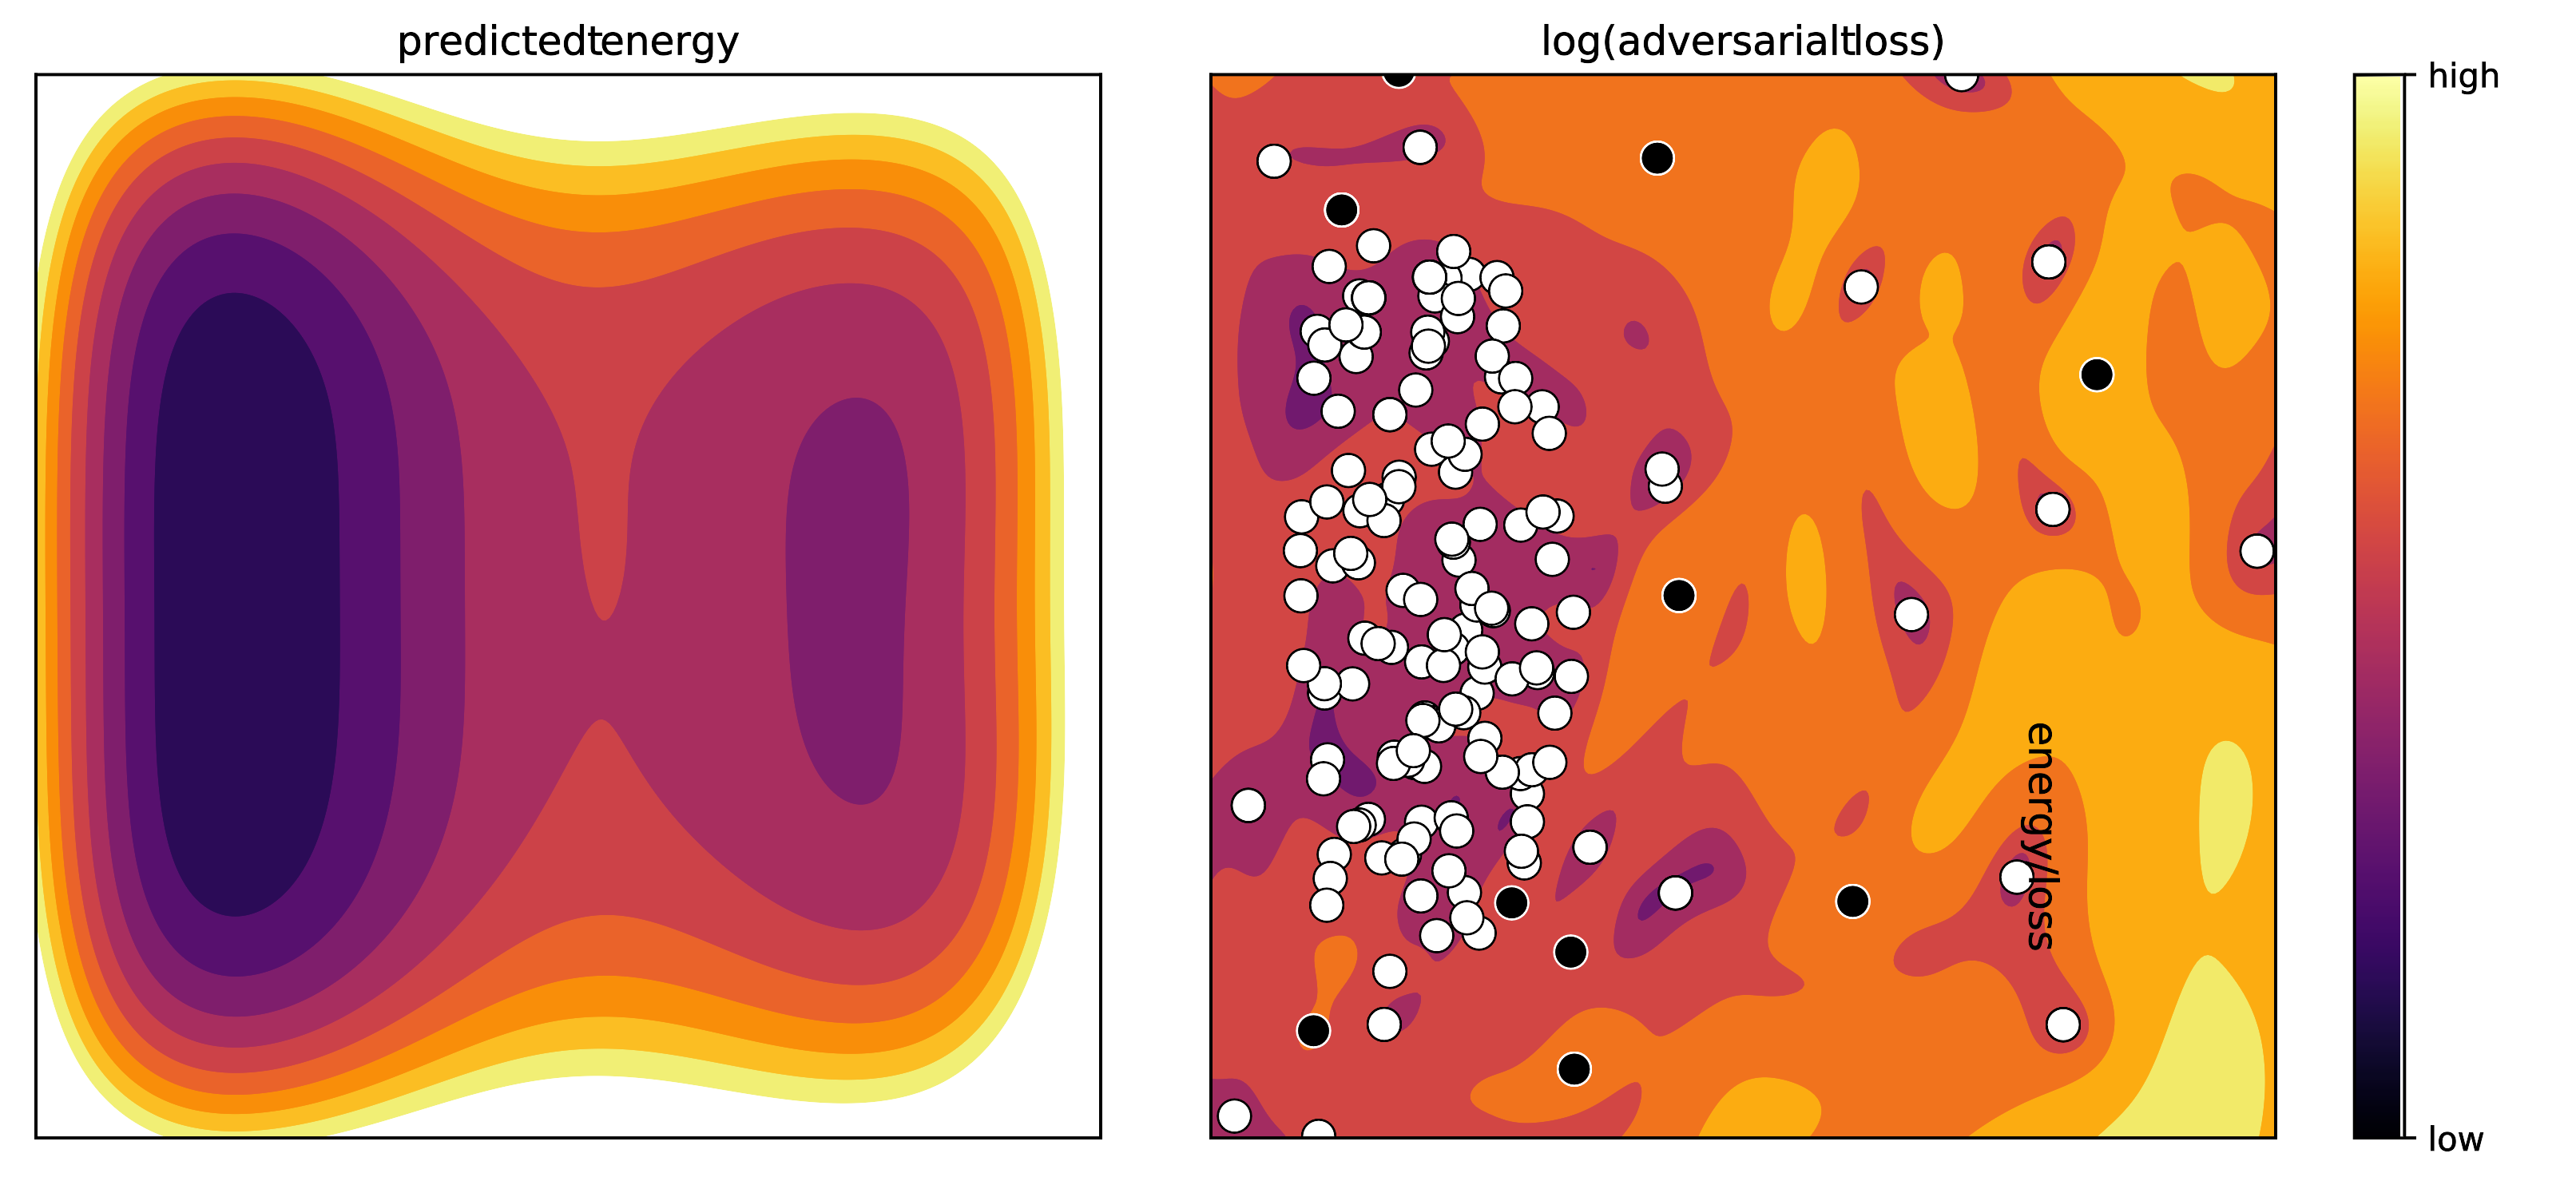 predictedtenergy
log(adversarialtloss)
high
energy/loss
low